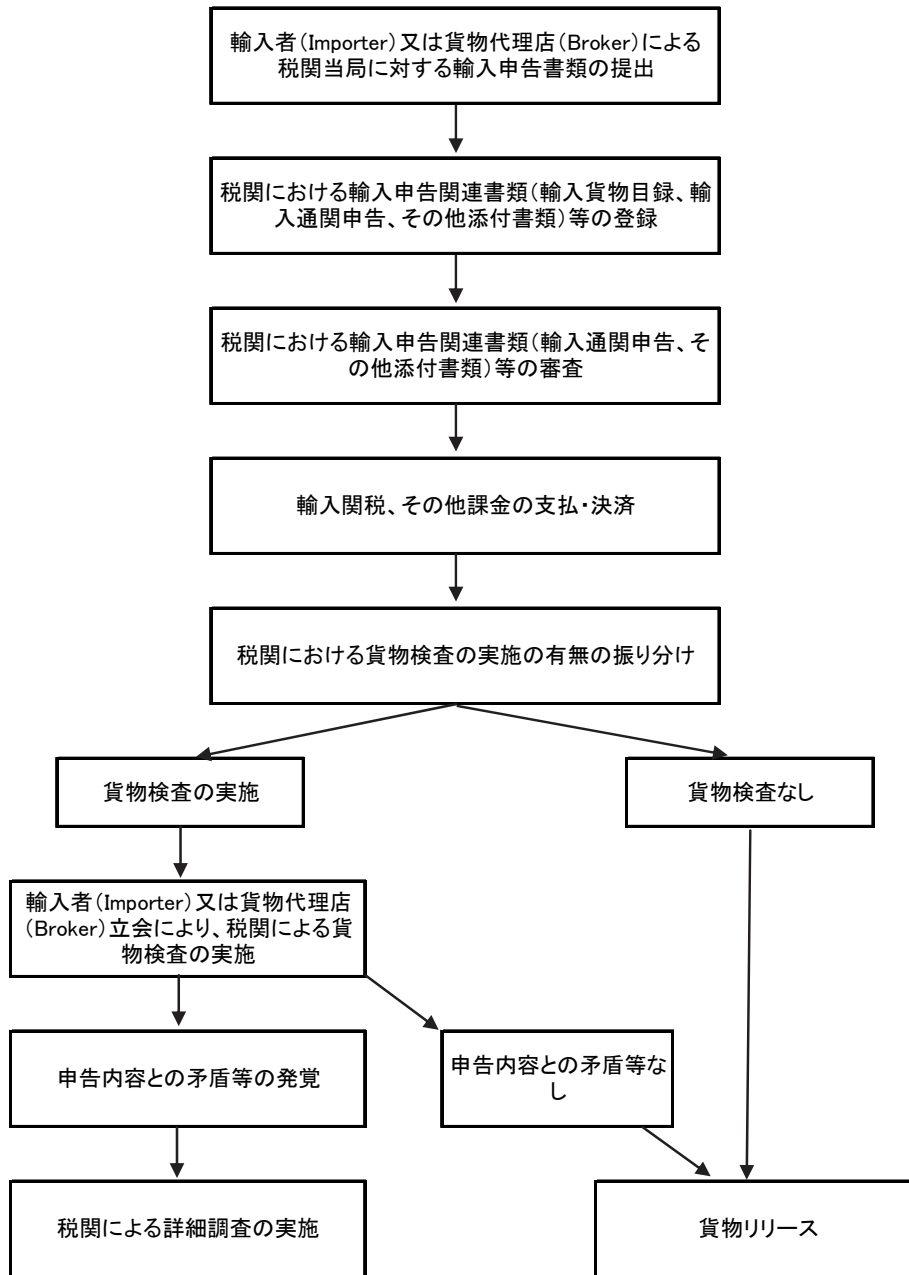 輸入者(Importer)又は貨物代理店(Broker)による
税関当局に対する輸入申告書類の提出
税関における輸入申告関連書類(輸入貨物目録、輸
入通関申告、その他添付書類)等の登録
税関における輸入申告関連書類(輸入通関申告、そ
の他添付書類)等の審査
輸入関税、その他課金の支払・決済
税関における貨物検査の実施の有無の振り分け
貨物検査の実施
貨物検査なし
輸入者(Importer)又は貨物代理店
(Broker)立会により、税関による貨
物検査の実施
申告内容との矛盾等の発覚
申告内容との矛盾等な
し
税関による詳細調査の実施
貨物リリース